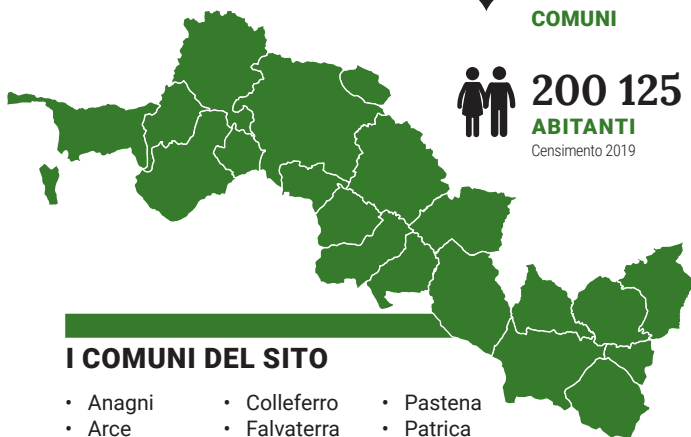 COMUNI
200 125
ABITANTI
Censimento 2019
I COMUNI DEL SITO
• Anagni
• Arce
• Colleferro
• Falvaterra
• Pastena
• Patrica